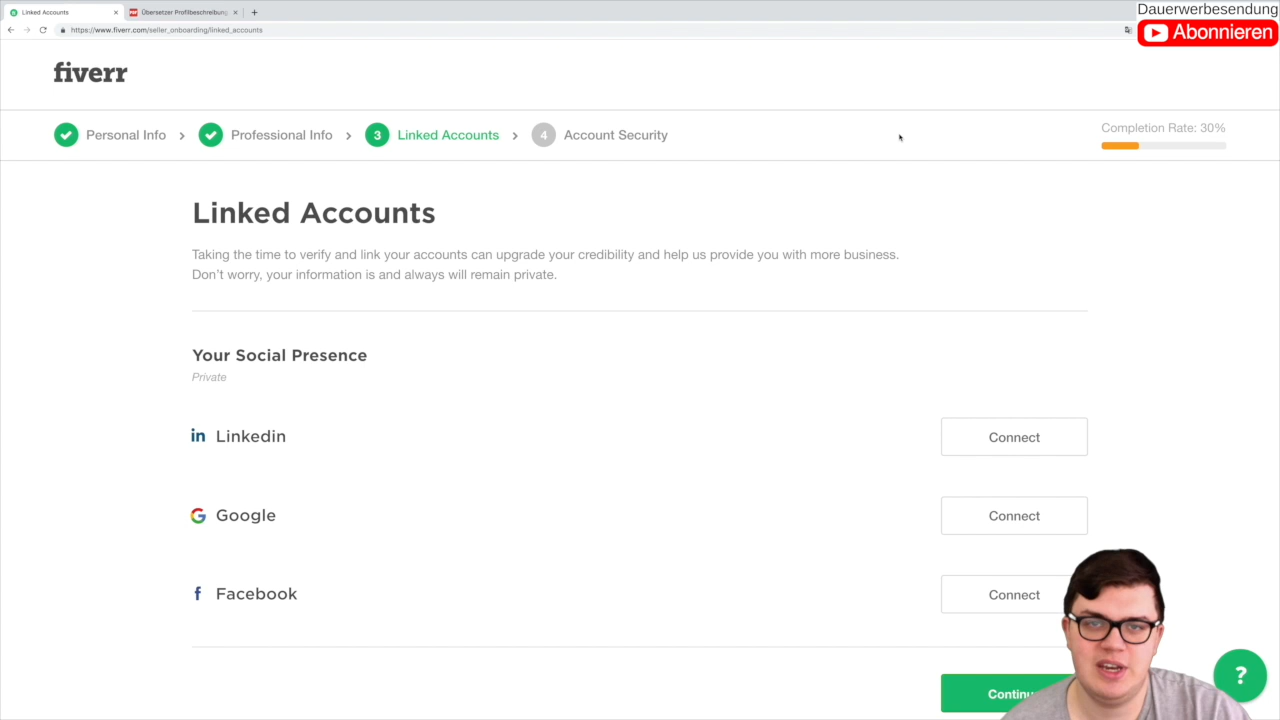 Linked Accounts
Übersetzer Profilbeschreibung
Dauerwerbesendung
https://www.fiverr.com/seller_onboarding/linked_accounts
Abonnieren
fiverr
Personal Info
Professional Info
3 Linked Accounts
4 Account Security
Completion Rate: 30%
Linked Accounts
Taking the time to verify and link your accounts can upgrade your credibility and help us provide you with more business.
Don't worry, your information is and always will remain private.
Your Social Presence
Private
in Linkedin
Connect
G Google
Connect
f Facebook
Connect
Continu
?